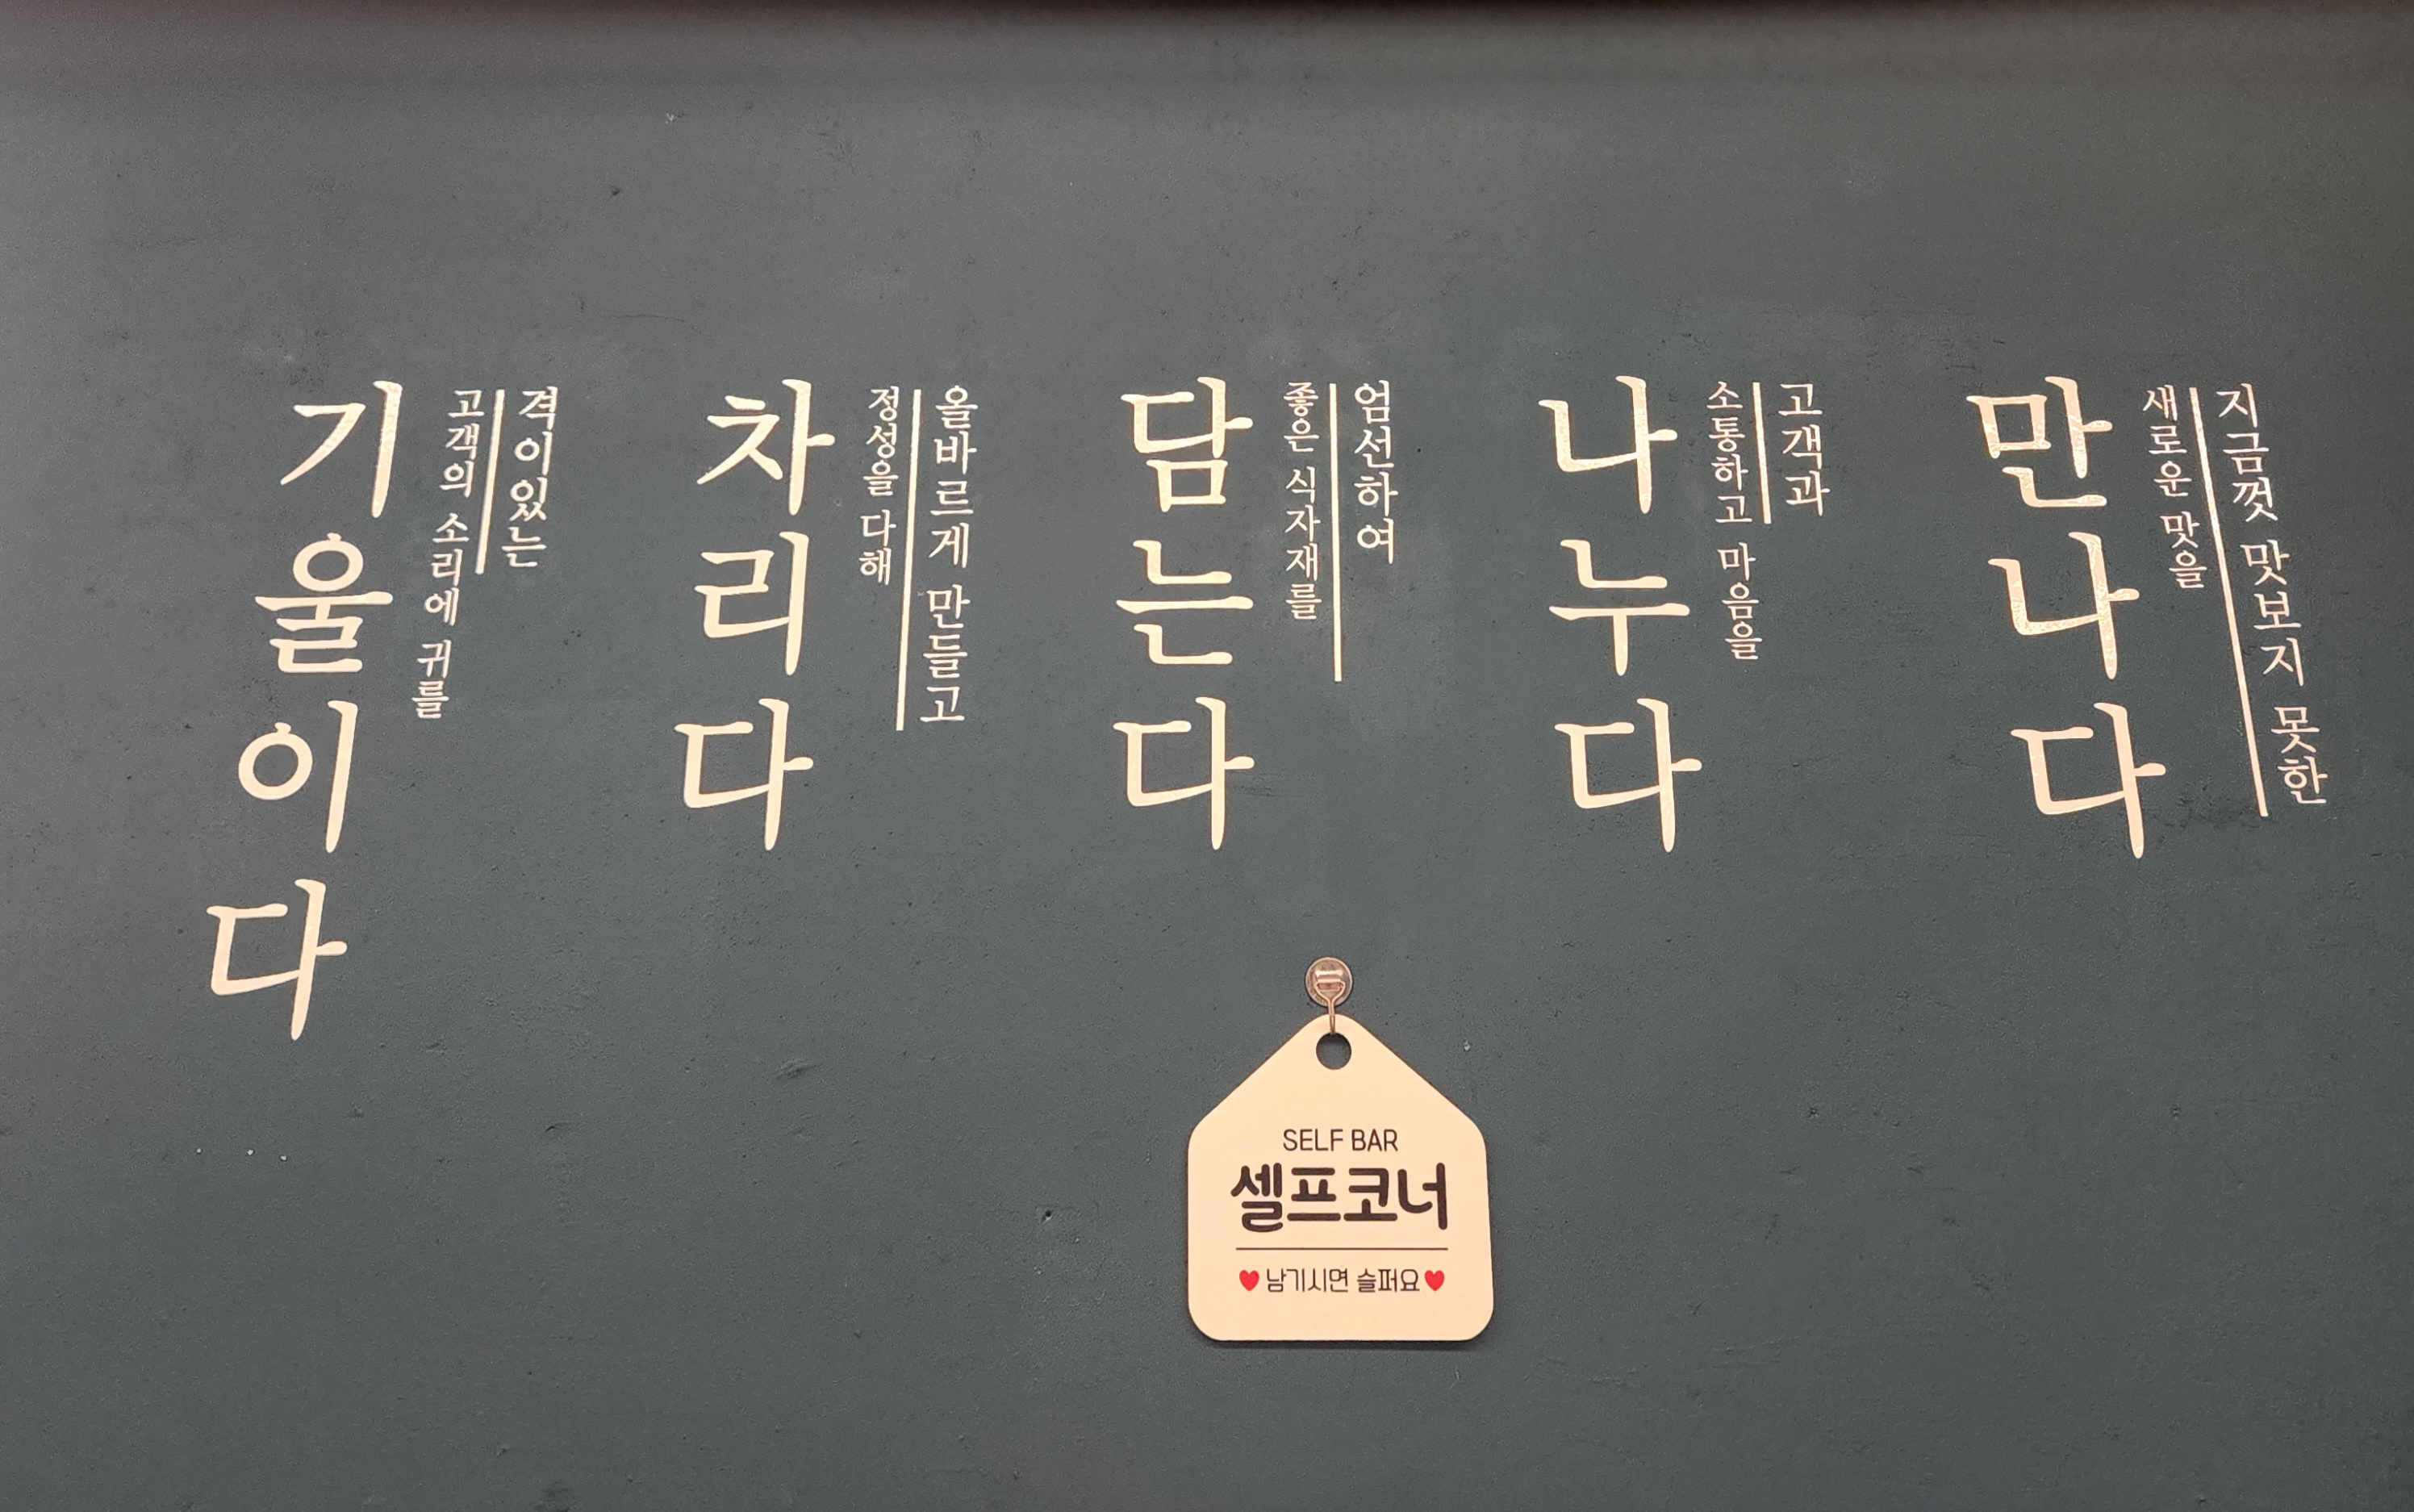 지금껏 맛보지 못한
새로운 맛을
만나다
고객과
소통하고 마음을
나누다
엄선하여
좋은 식자재를
담는다
올바르게 만들고
정성을 다해
차리다
격이있는
고객의 소리에 귀를
기울이다
SELF BAR
셀프코너
♥남기시면 슬퍼요♥